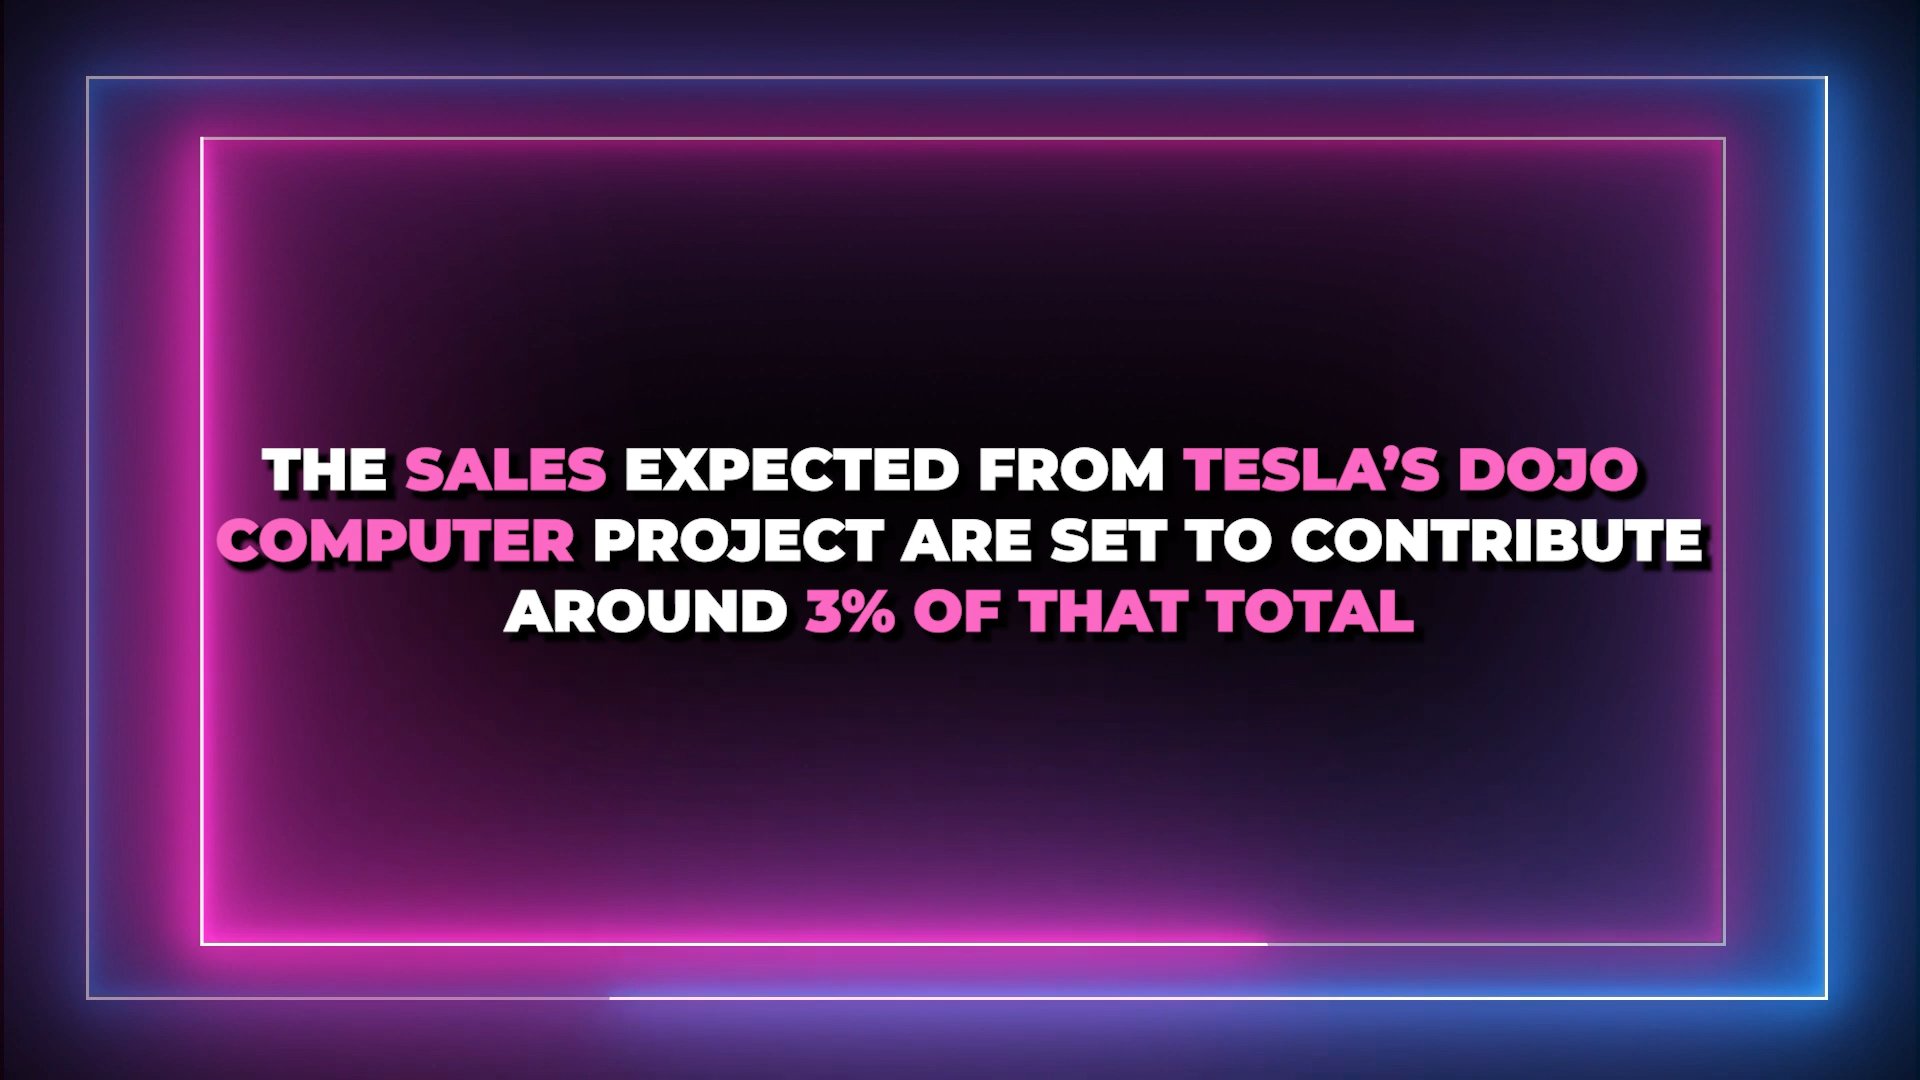 THE SALES EXPECTED FROM TESLA’S DOJO
COMPUTER PROJECT ARE SET TO CONTRIBUTE
AROUND 3% OF THAT TOTAL